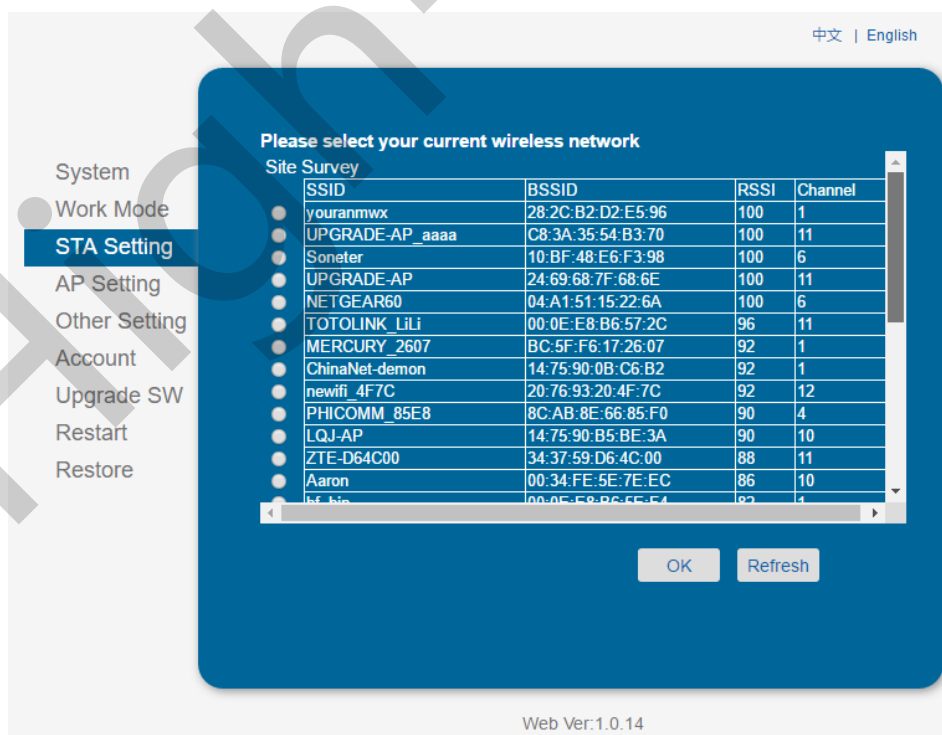 中文 | English
Please select your current wireless network
Site Survey
SSID BSSID RSSI Channel
youranmwx 28:2C:B2:D2:E5:96 100 1
UPGRADE-AP_aaaa C8:3A:35:54:B3:70 100 11
Soneter 10:BF:48:E6:F3:98 100 6
UPGRADE-AP 24:69:68:7F:68:6E 100 11
NETGEAR60 04:A1:51:15:22:6A 100 6
TOTOLINK_LiLi 00:0E:E8:B6:57:2C 96 11
MERCURY_2607 BC:5F:F6:17:26:07 92 1
ChinaNet-demon 14:75:90:0B:C6:B2 92 1
newifi_4F7C 20:76:93:20:4F:7C 92 12
PHICOMM_85E8 8C:AB:8E:66:85:F0 90 4
LQJ-AP 14:75:90:B5:BE:3A 90 10
ZTE-D64C00 34:37:59:D6:4C:00 88 11
Aaron 00:34:FE:5E:7E:EC 86 10
System
Work Mode
STA Setting
AP Setting
Other Setting
Account
Upgrade SW
Restart
Restore
OK Refresh
Web Ver:1.0.14